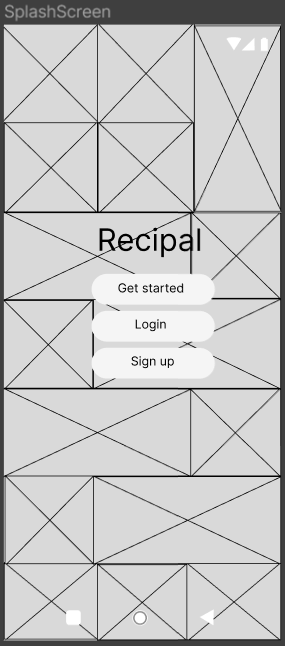 SplashScreen
Recipal
Get started
Login
Sign up